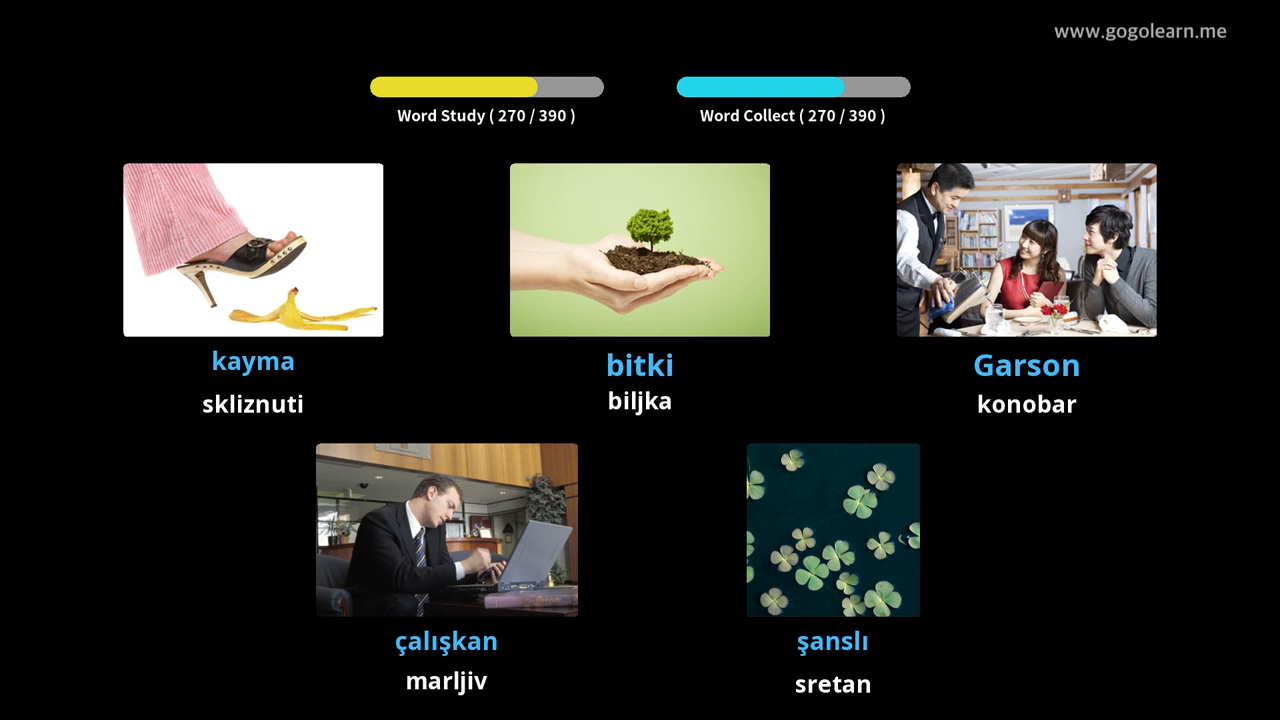 www.gogolearn.me
Word Study ( 270 / 390 )
Word Collect ( 270 / 390 )
kayma
skliznuti
bitki
biljka
Garson
konobar
çalışkan
marljiv
şanslı
sretan